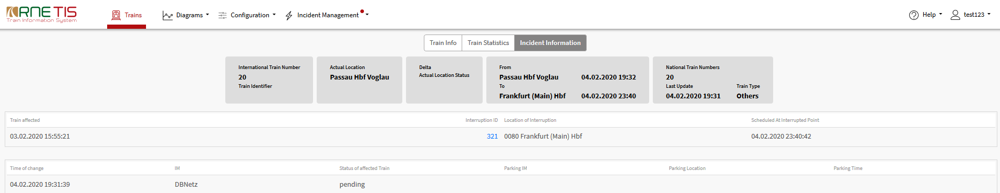 RNE TIS
Train Information System
Trains
Diagrams
Configuration
Incident Management
Help
test123
Train Info
Train Statistics
Incident Information
International Train Number
20
Train Identifier
Actual Location
Passau Hbf Voglau
Delta
Actual Location Status
From
Passau Hbf Voglau 04.02.2020 19:32
To
Frankfurt (Main) Hbf 04.02.2020 23:40
National Train Numbers
20
Last Update Train Type
04.02.2020 19:31 Others
Train affected Interruption ID Location of Interruption Scheduled At Interrupted Point
03.02.2020 15:55:21 321 0080 Frankfurt (Main) Hbf 04.02.2020 23:40:42
Time of change IM Status of affected Train Parking IM Parking Location Parking Time
04.02.2020 19:31:39 DBNetz pending